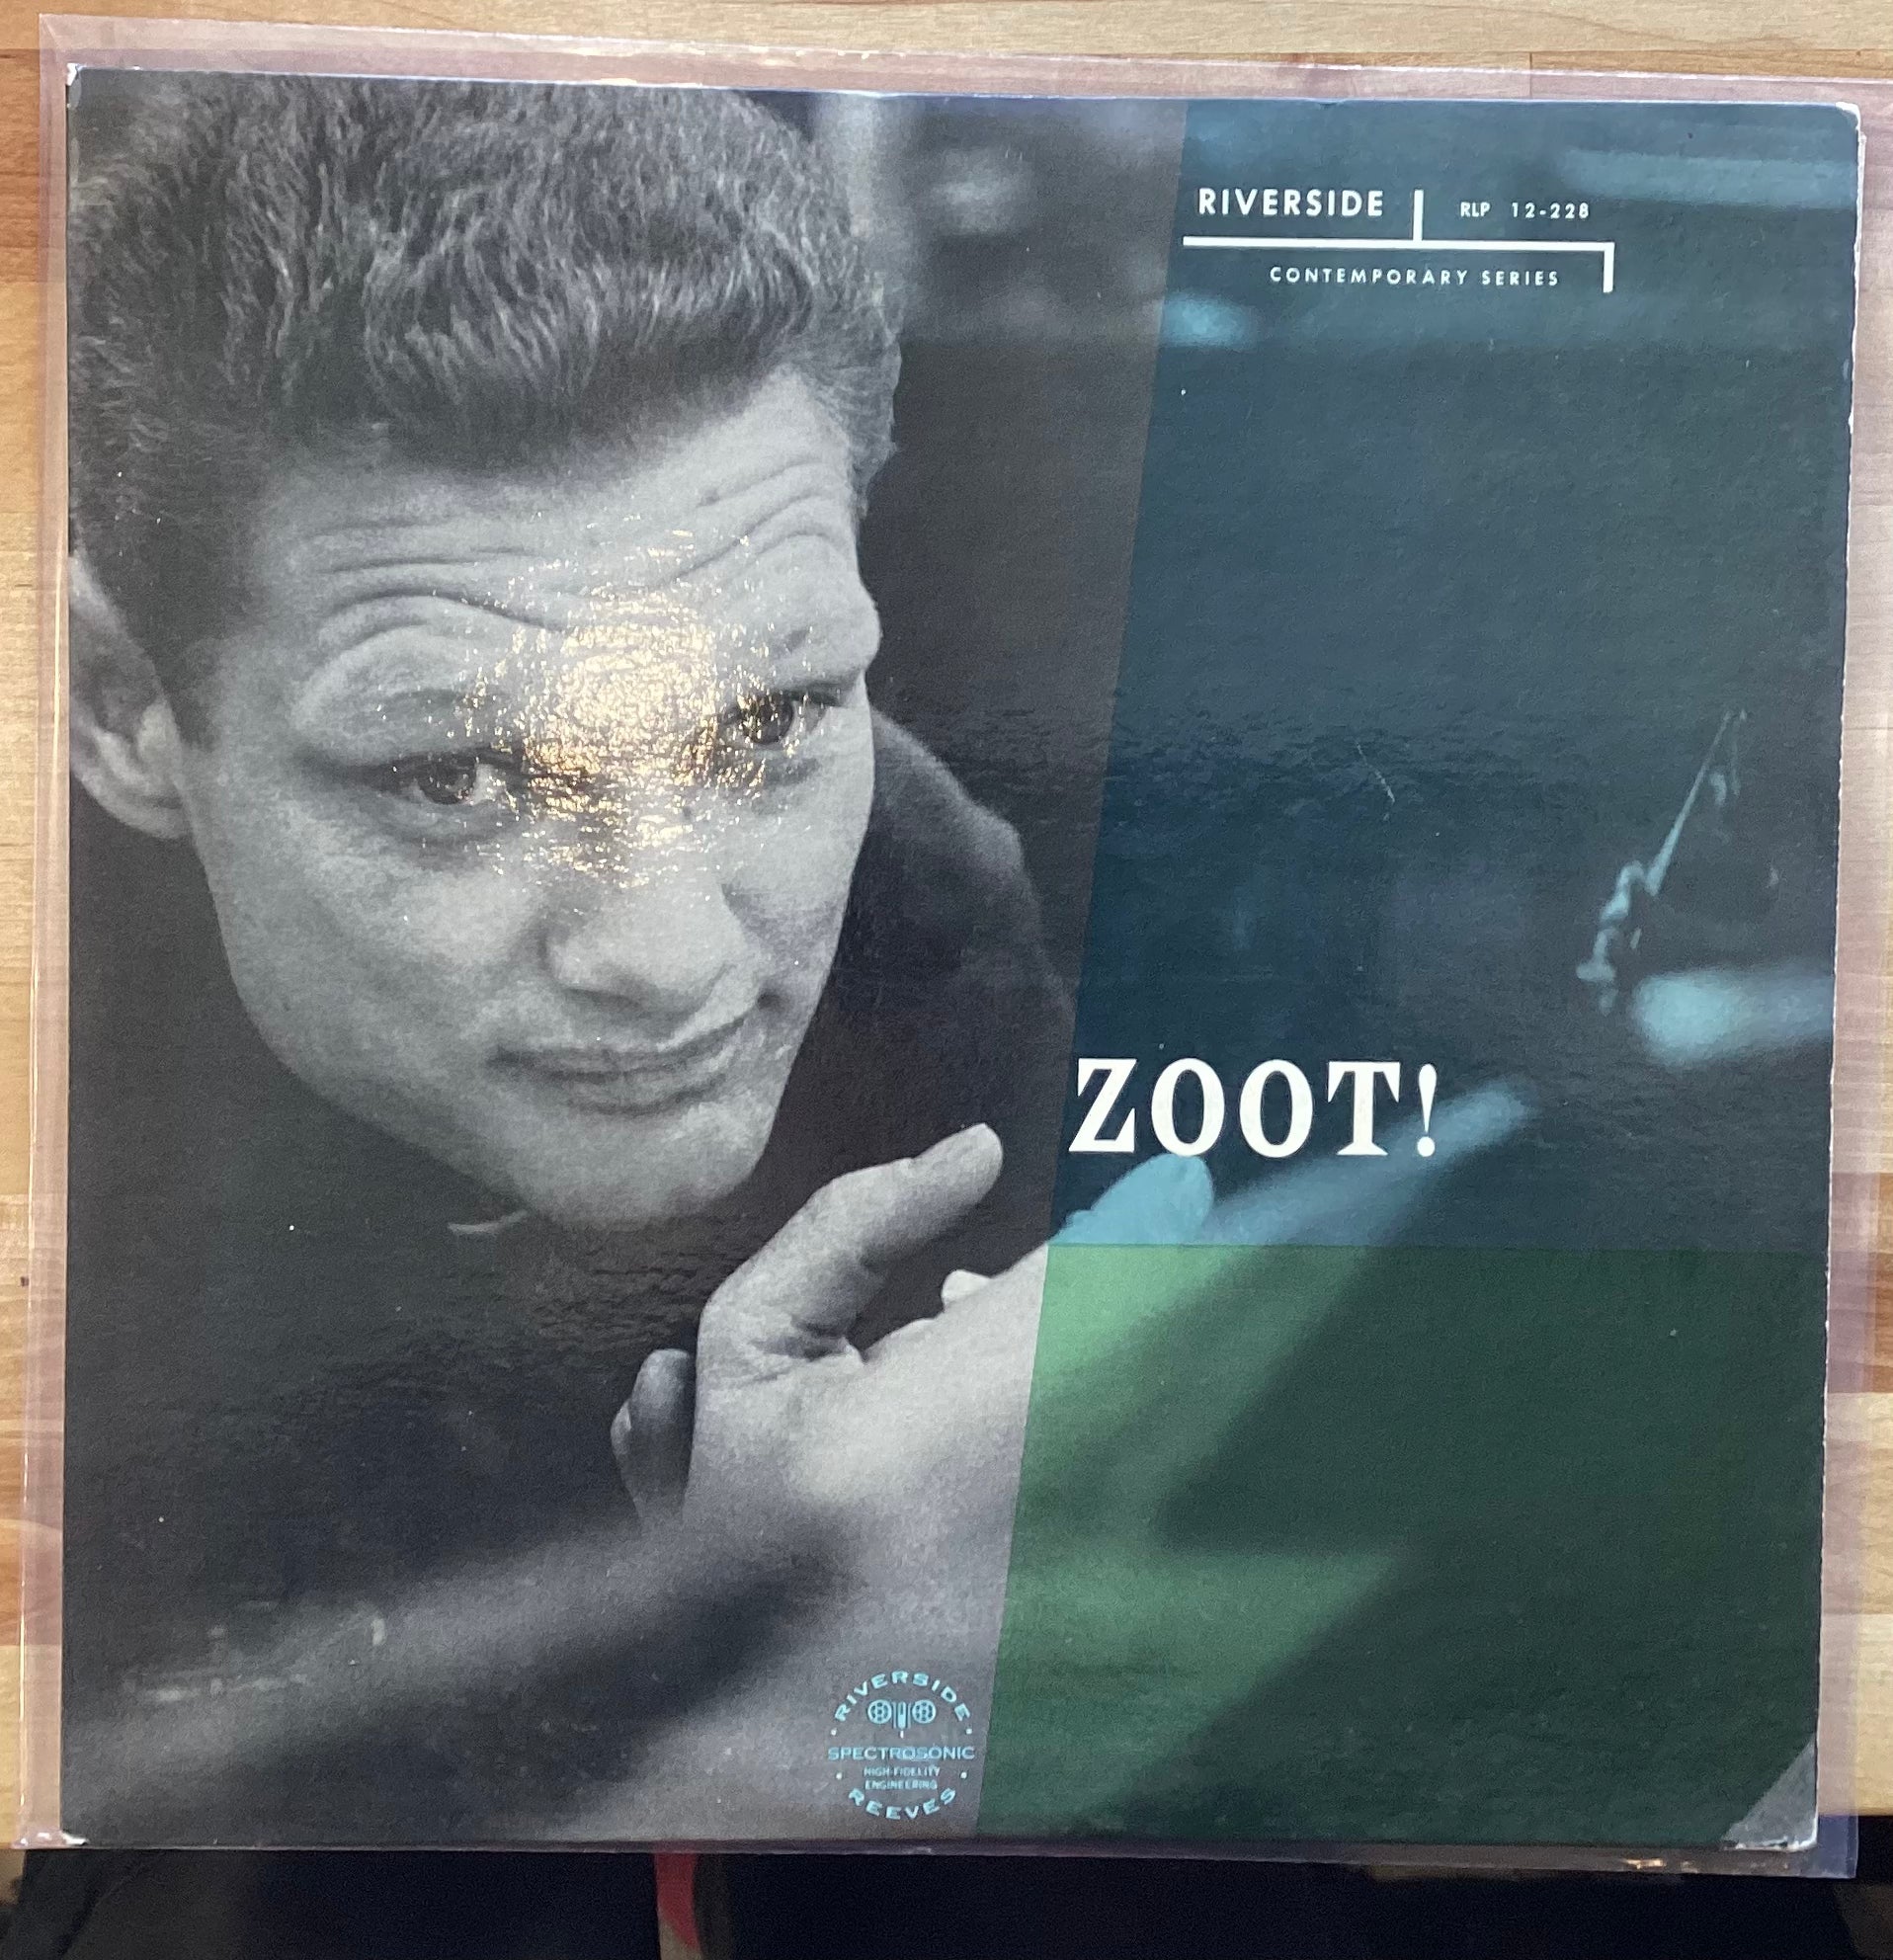 RIVERSIDE RLP 12-228
CONTEMPORARY SERIES
ZOOT!
RIVERSIDE
SPECTROSONIC
HIGH-FIDELITY
ENGINEERING
REEVES